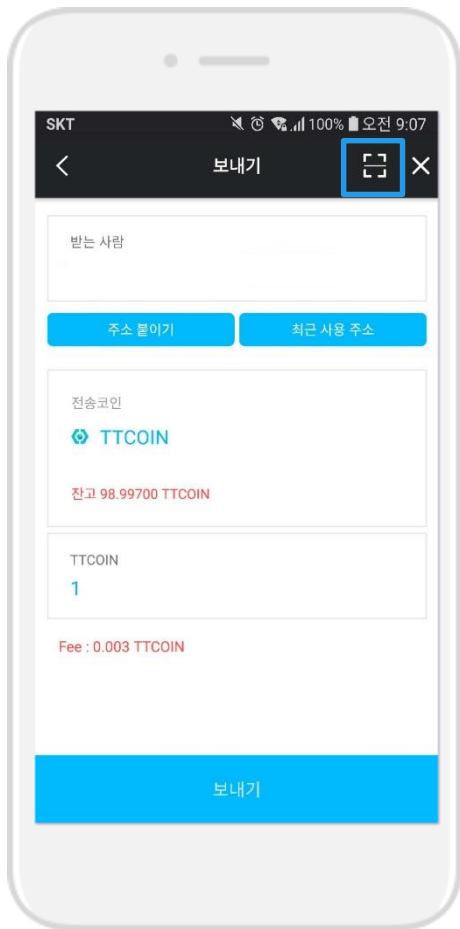 SKT 100% 오전 9:07
보내기
받는 사람
주소 붙이기 최근 사용 주소
전송코인
TTCOIN
잔고 98.99700 TTCOIN
TTCOIN
1
Fee : 0.003 TTCOIN
보내기